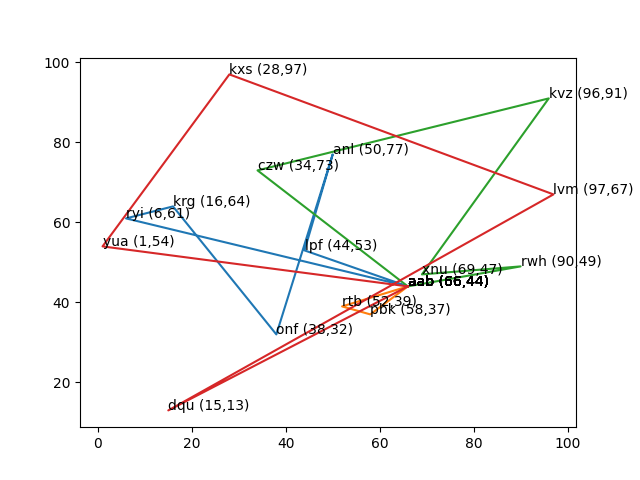 100
kxs (28,97)
kvz (96,91)
80
anl (50,77)
czw (34,73)
lvm (97,67)
krg (16,64)
ryi (6,61)
60
yua (1,54)
lpf (44,53)
rwh (90,49)
xnu (69,47)
aab (66,44)
40
rtb (52,39)
pbk (58,37)
onf (38,32)
20
dqu (15,13)
0 20 40 60 80 100